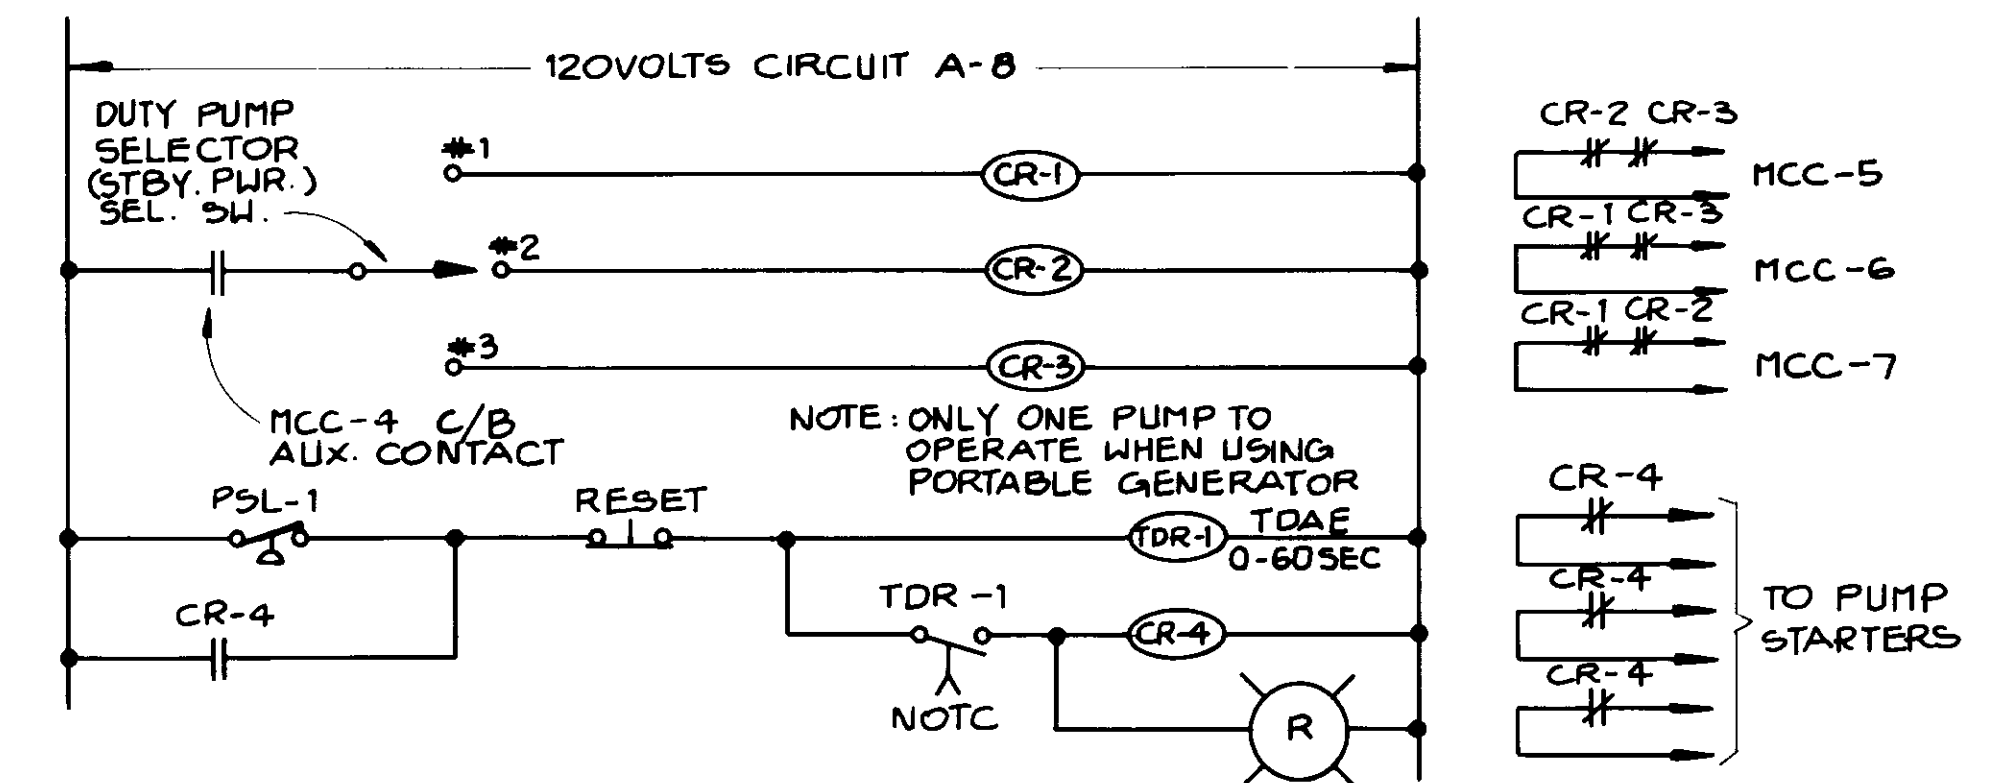 120VOLTS CIRCUIT A-8
DUTY PUMP
SELECTOR
(STBY. PWR.)
SEL. SW.
#1
CR-1
#2
CR-2
#3
CR-3
MCC-4 C/B
AUX. CONTACT
NOTE: ONLY ONE PUMP TO
OPERATE WHEN USING
PORTABLE GENERATOR
PSL-1
RESET
TDR-1
TDAE
0-60SEC
CR-4
TDR-1
NOTC
CR-4
R
CR-2 CR-3
MCC-5
CR-1 CR-3
MCC-6
CR-1 CR-2
MCC-7
CR-4
CR-4
CR-4
TO PUMP
STARTERS